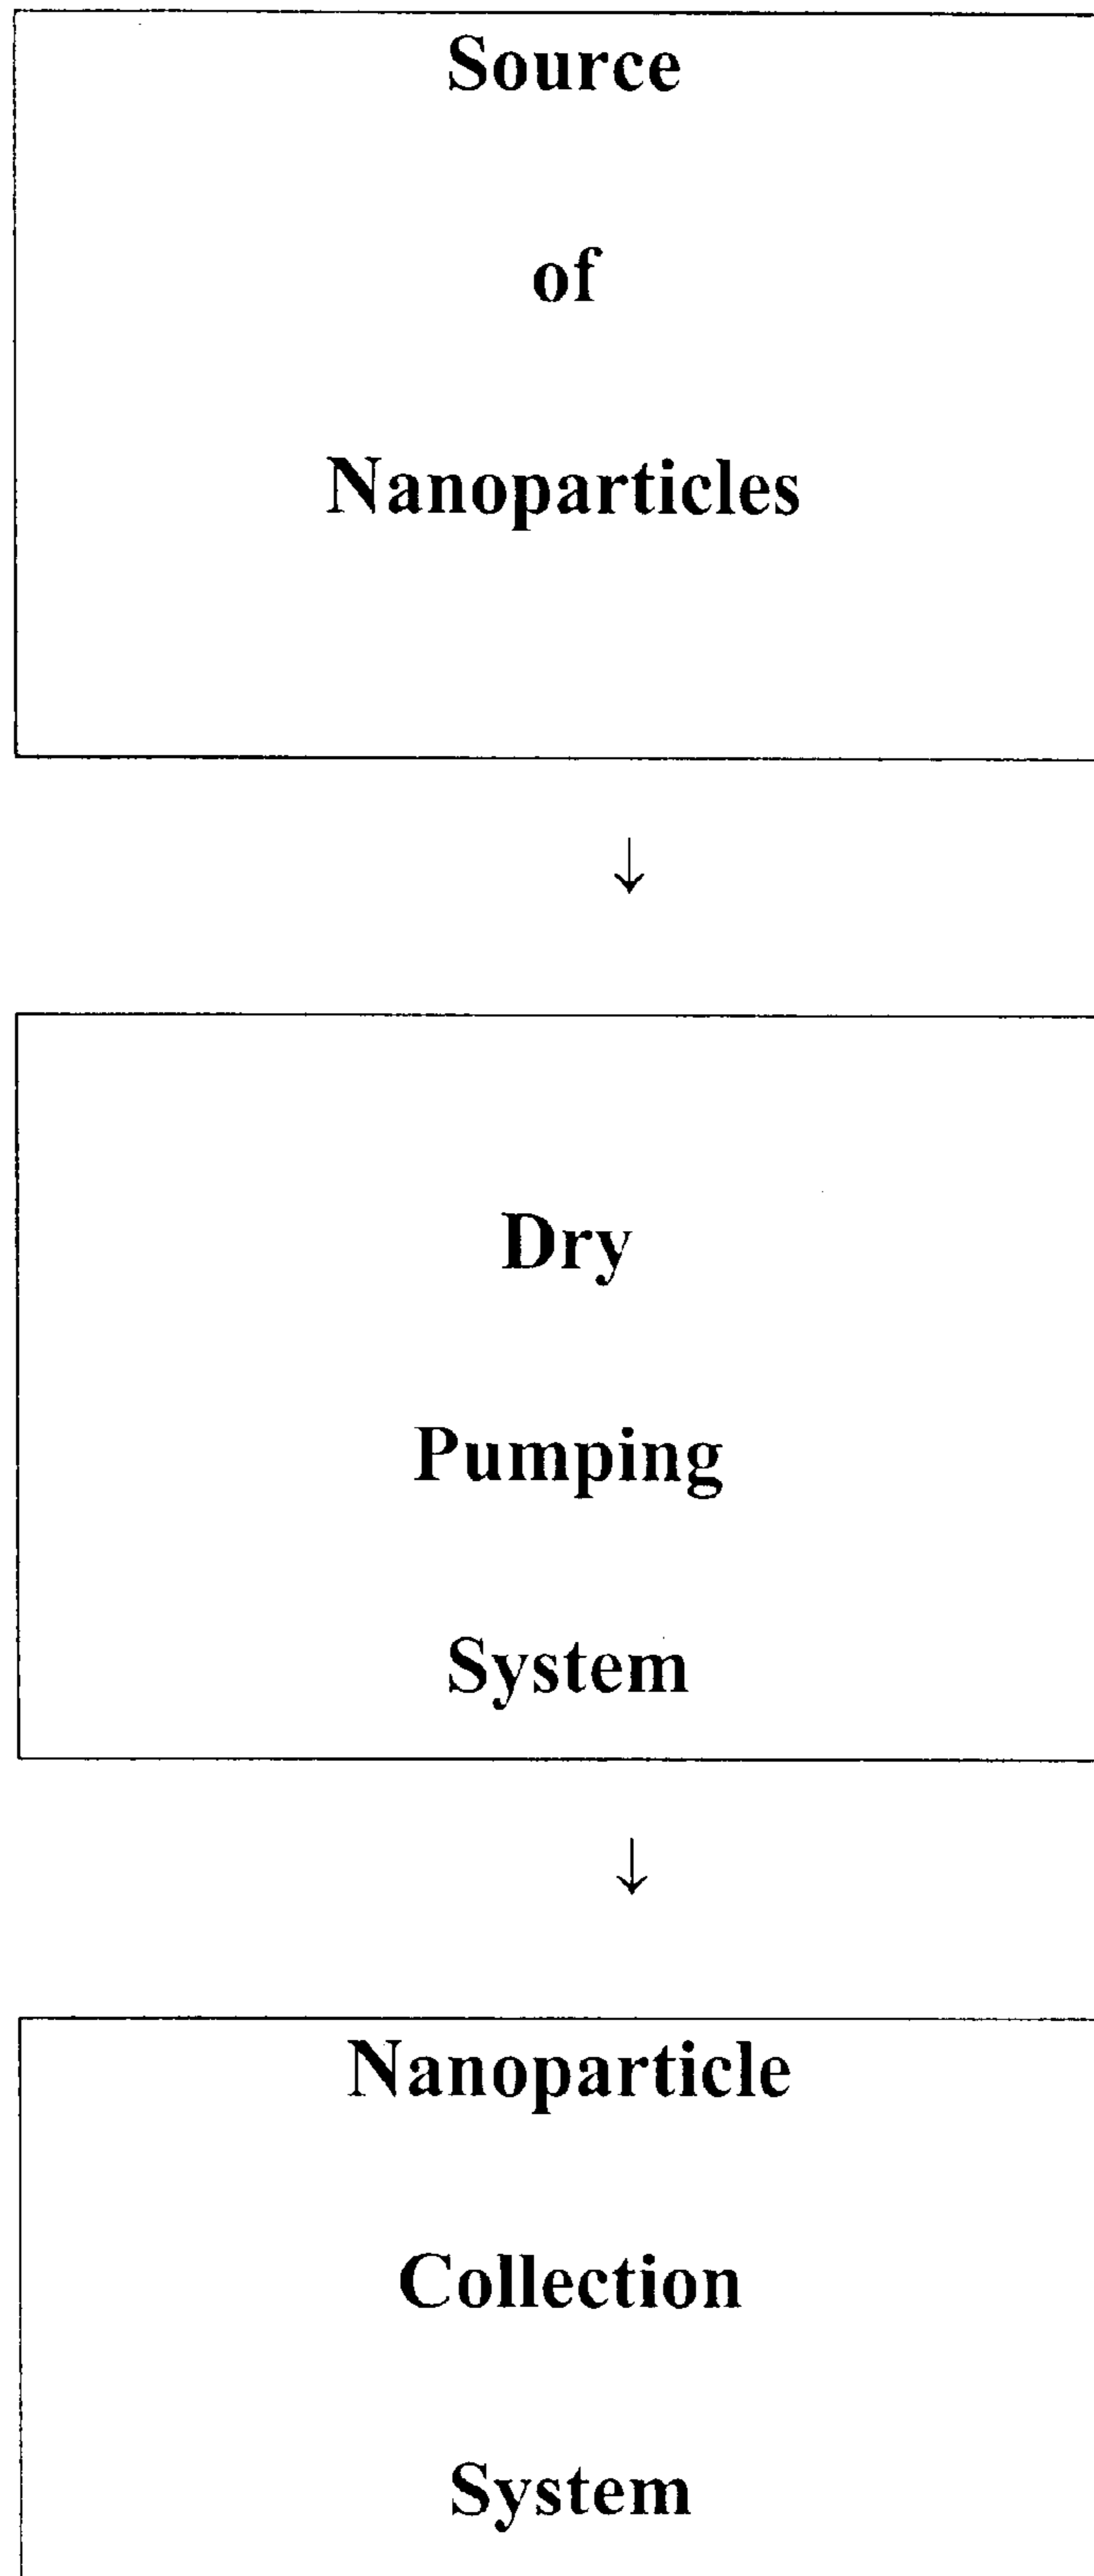 Source
of
Nanoparticles
↓
Dry
Pumping
System
↓
Nanoparticle
Collection
System